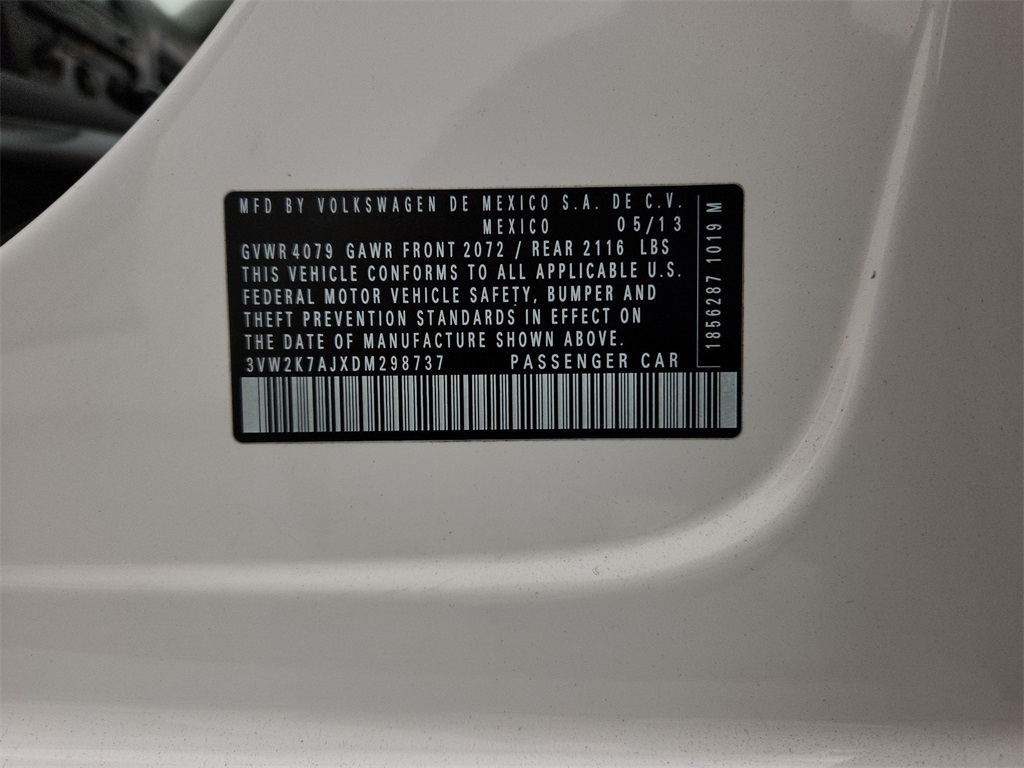 MFD BY VOLKSWAGEN DE MEXICO S.A. DE C.V.
MEXICO 05/13
GVWR 4079 GAWR FRONT 2072 / REAR 2116 LBS
THIS VEHICLE CONFORMS TO ALL APPLICABLE U.S.
FEDERAL MOTOR VEHICLE SAFETY, BUMPER AND
THEFT PREVENTION STANDARDS IN EFFECT ON
THE DATE OF MANUFACTURE SHOWN ABOVE.
3VW2K7AJXDM298737 PASSENGER CAR
1856287 1019 M